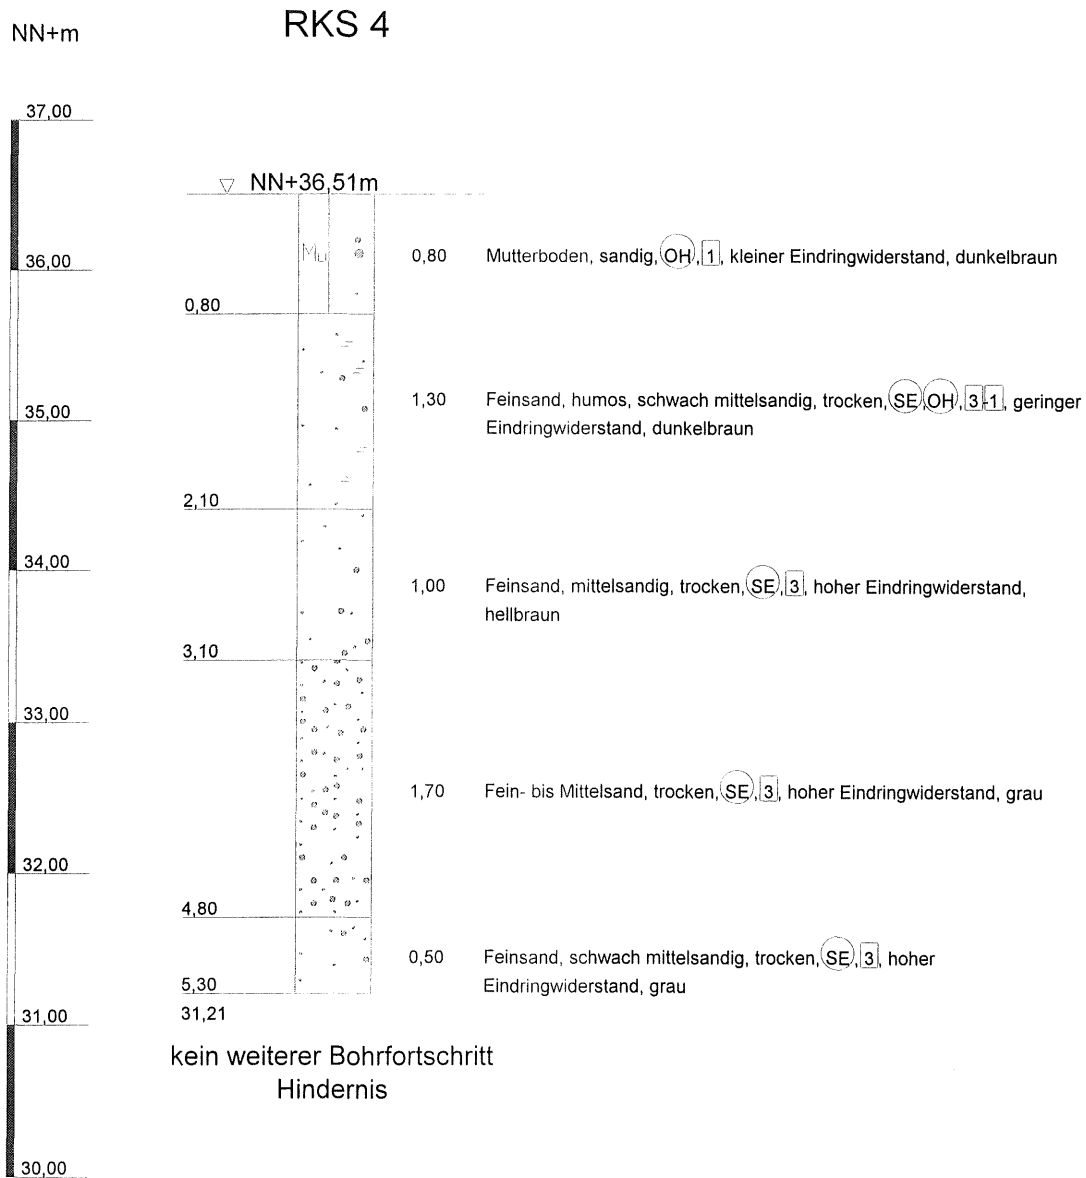 NN+m
RKS 4
37,00
NN+36,51m
Mu
0,80 Mutterboden, sandig, OH, 1, kleiner Eindringwiderstand, dunkelbraun
36,00
0,80
1,30 Feinsand, humos, schwach mittelsandig, trocken, SE, OH, 3-1, geringer
Eindringwiderstand, dunkelbraun
35,00
2,10
34,00
1,00 Feinsand, mittelsandig, trocken, SE, 3, hoher Eindringwiderstand,
hellbraun
3,10
33,00
1,70 Fein- bis Mittelsand, trocken, SE, 3, hoher Eindringwiderstand, grau
32,00
4,80
0,50 Feinsand, schwach mittelsandig, trocken, SE, 3, hoher
Eindringwiderstand, grau
5,30
31,21
31,00
kein weiterer Bohrfortschritt
Hindernis
30,00